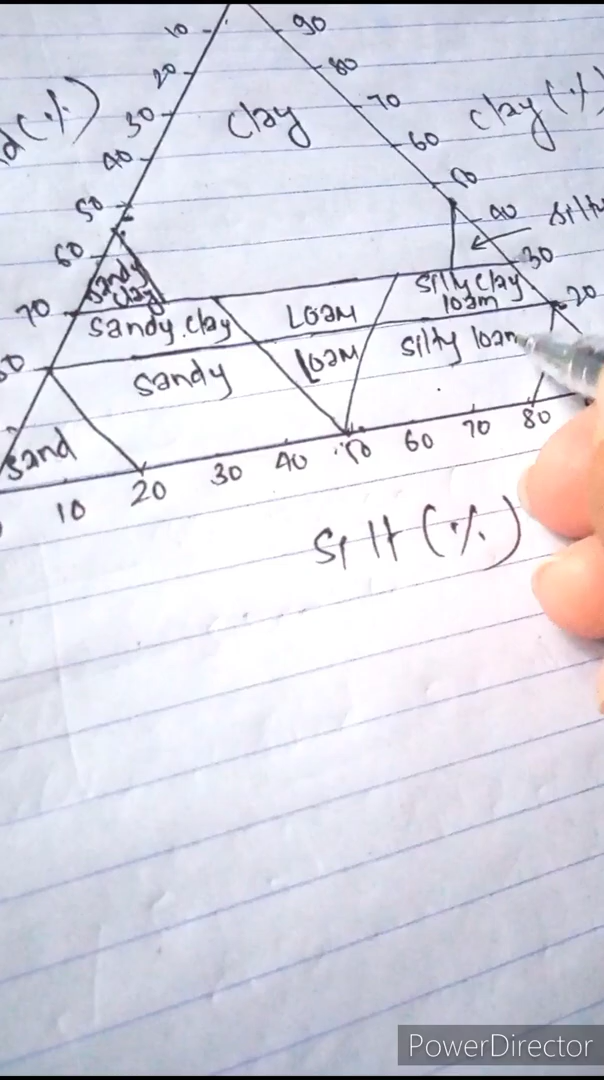 10
90
20
80
d (%)
30
clay
70
clay (%)
40
60
50
50
40
silty
60
sandy
clay
30
70
sandy clay
Loam
silly clay
loam
20
0
sandy
Loam
silty loam
sand
10
20
30
40
50
60
70
80
silt (%)
PowerDirector